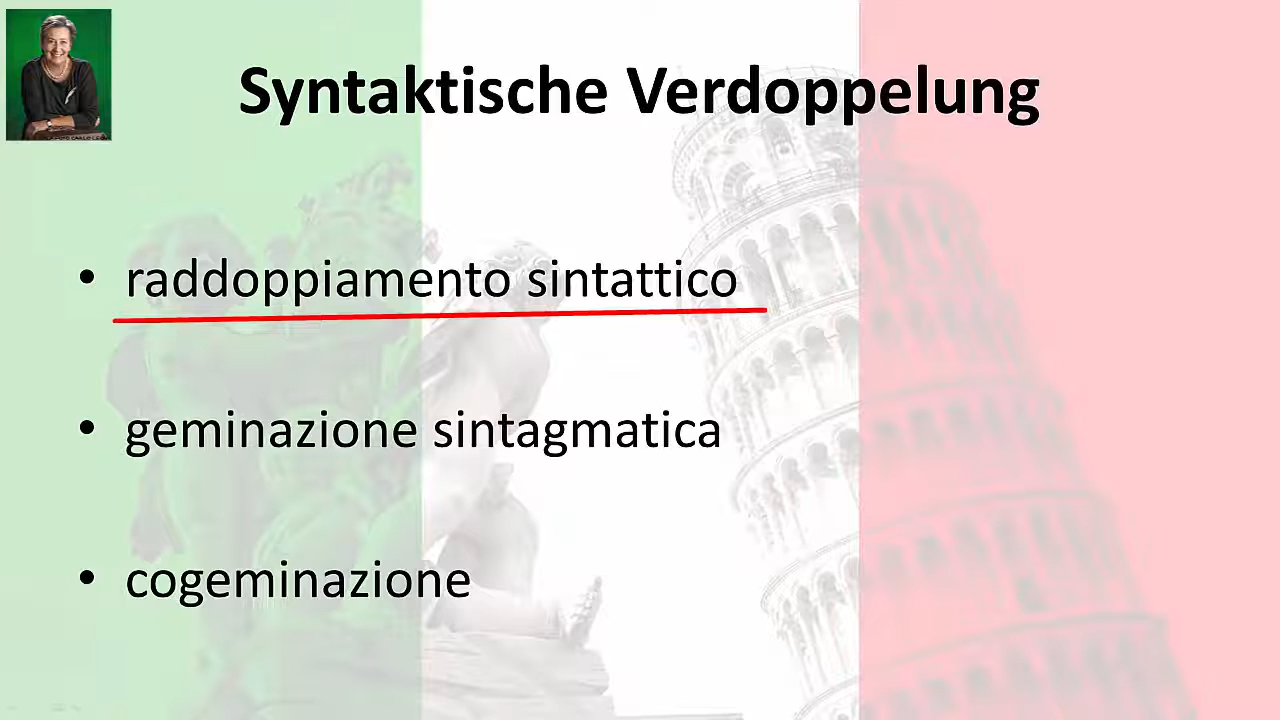 Syntaktische Verdoppelung
• raddoppiamento sintattico
• geminazione sintagmatica
• cogeminazione